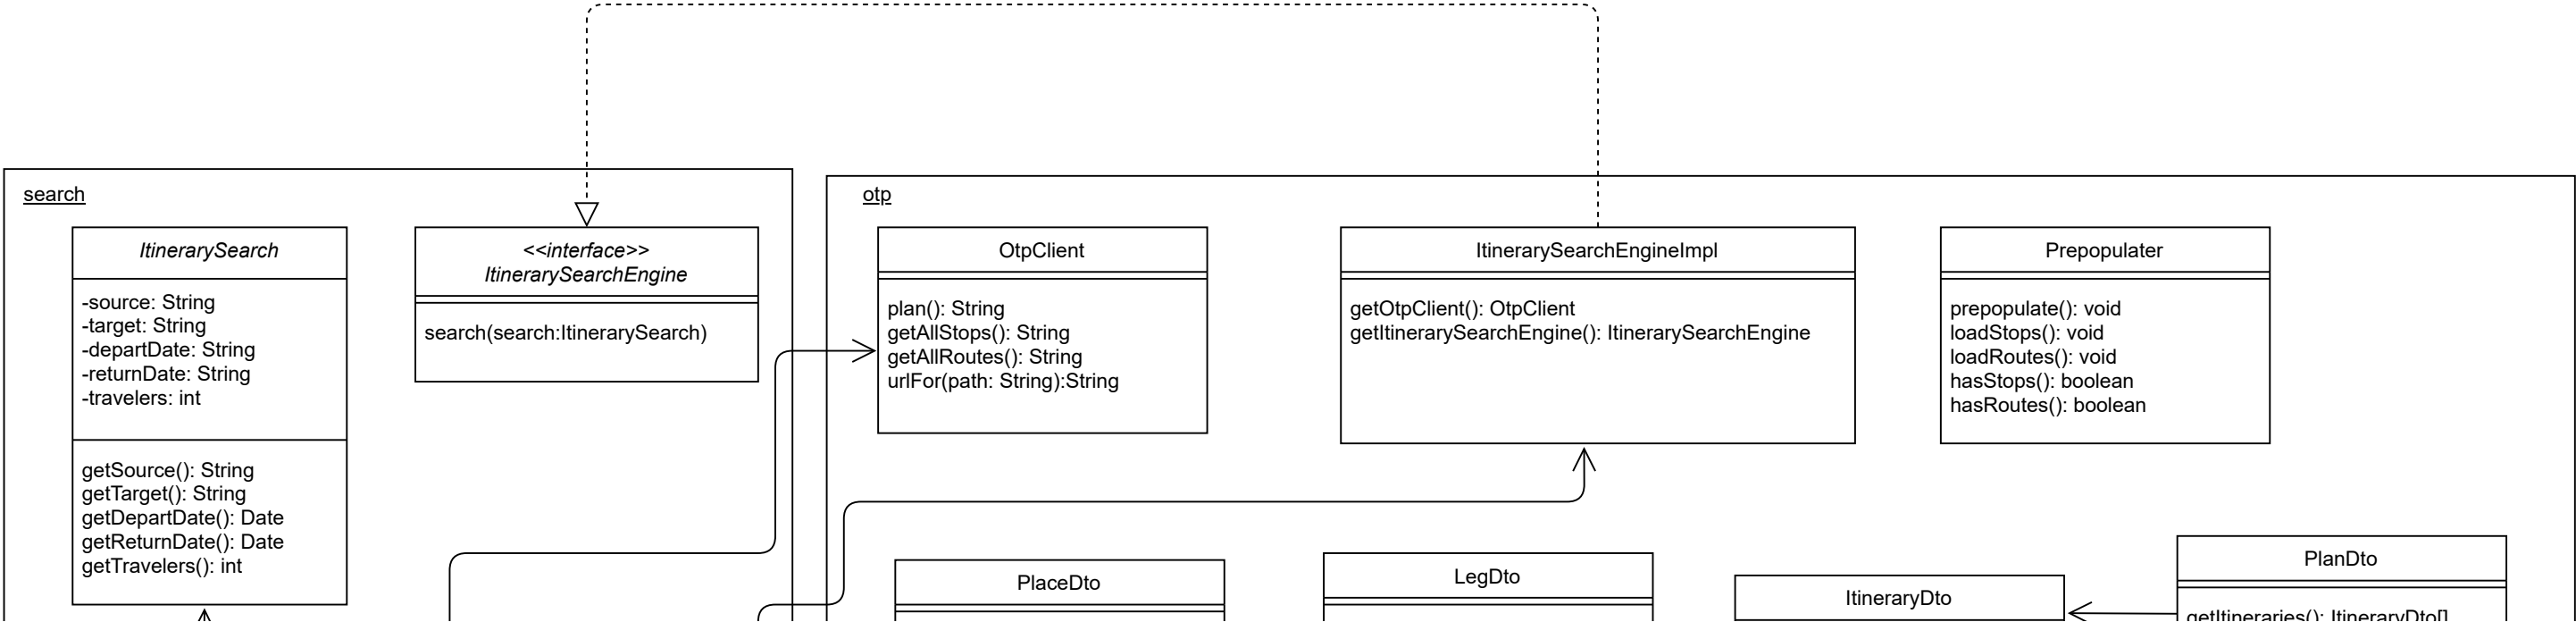 search
ItinerarySearch
-source: String
-target: String
-departDate: String
-returnDate: String
-travelers: int
getSource(): String
getTarget(): String
getDepartDate(): Date
getReturnDate(): Date
getTravelers(): int
<<interface>>
ItinerarySearchEngine
search(search:ItinerarySearch)
otp
OtpClient
plan(): String
getAllStops(): String
getAllRoutes(): String
urlFor(path: String):String
ItinerarySearchEngineImpl
getOtpClient(): OtpClient
getItinerarySearchEngine(): ItinerarySearchEngine
Prepopulater
prepopulate(): void
loadStops(): void
loadRoutes(): void
hasStops(): boolean
hasRoutes(): boolean
PlaceDto
LegDto
ItineraryDto
PlanDto
getItineraries(): ItineraryDto[]